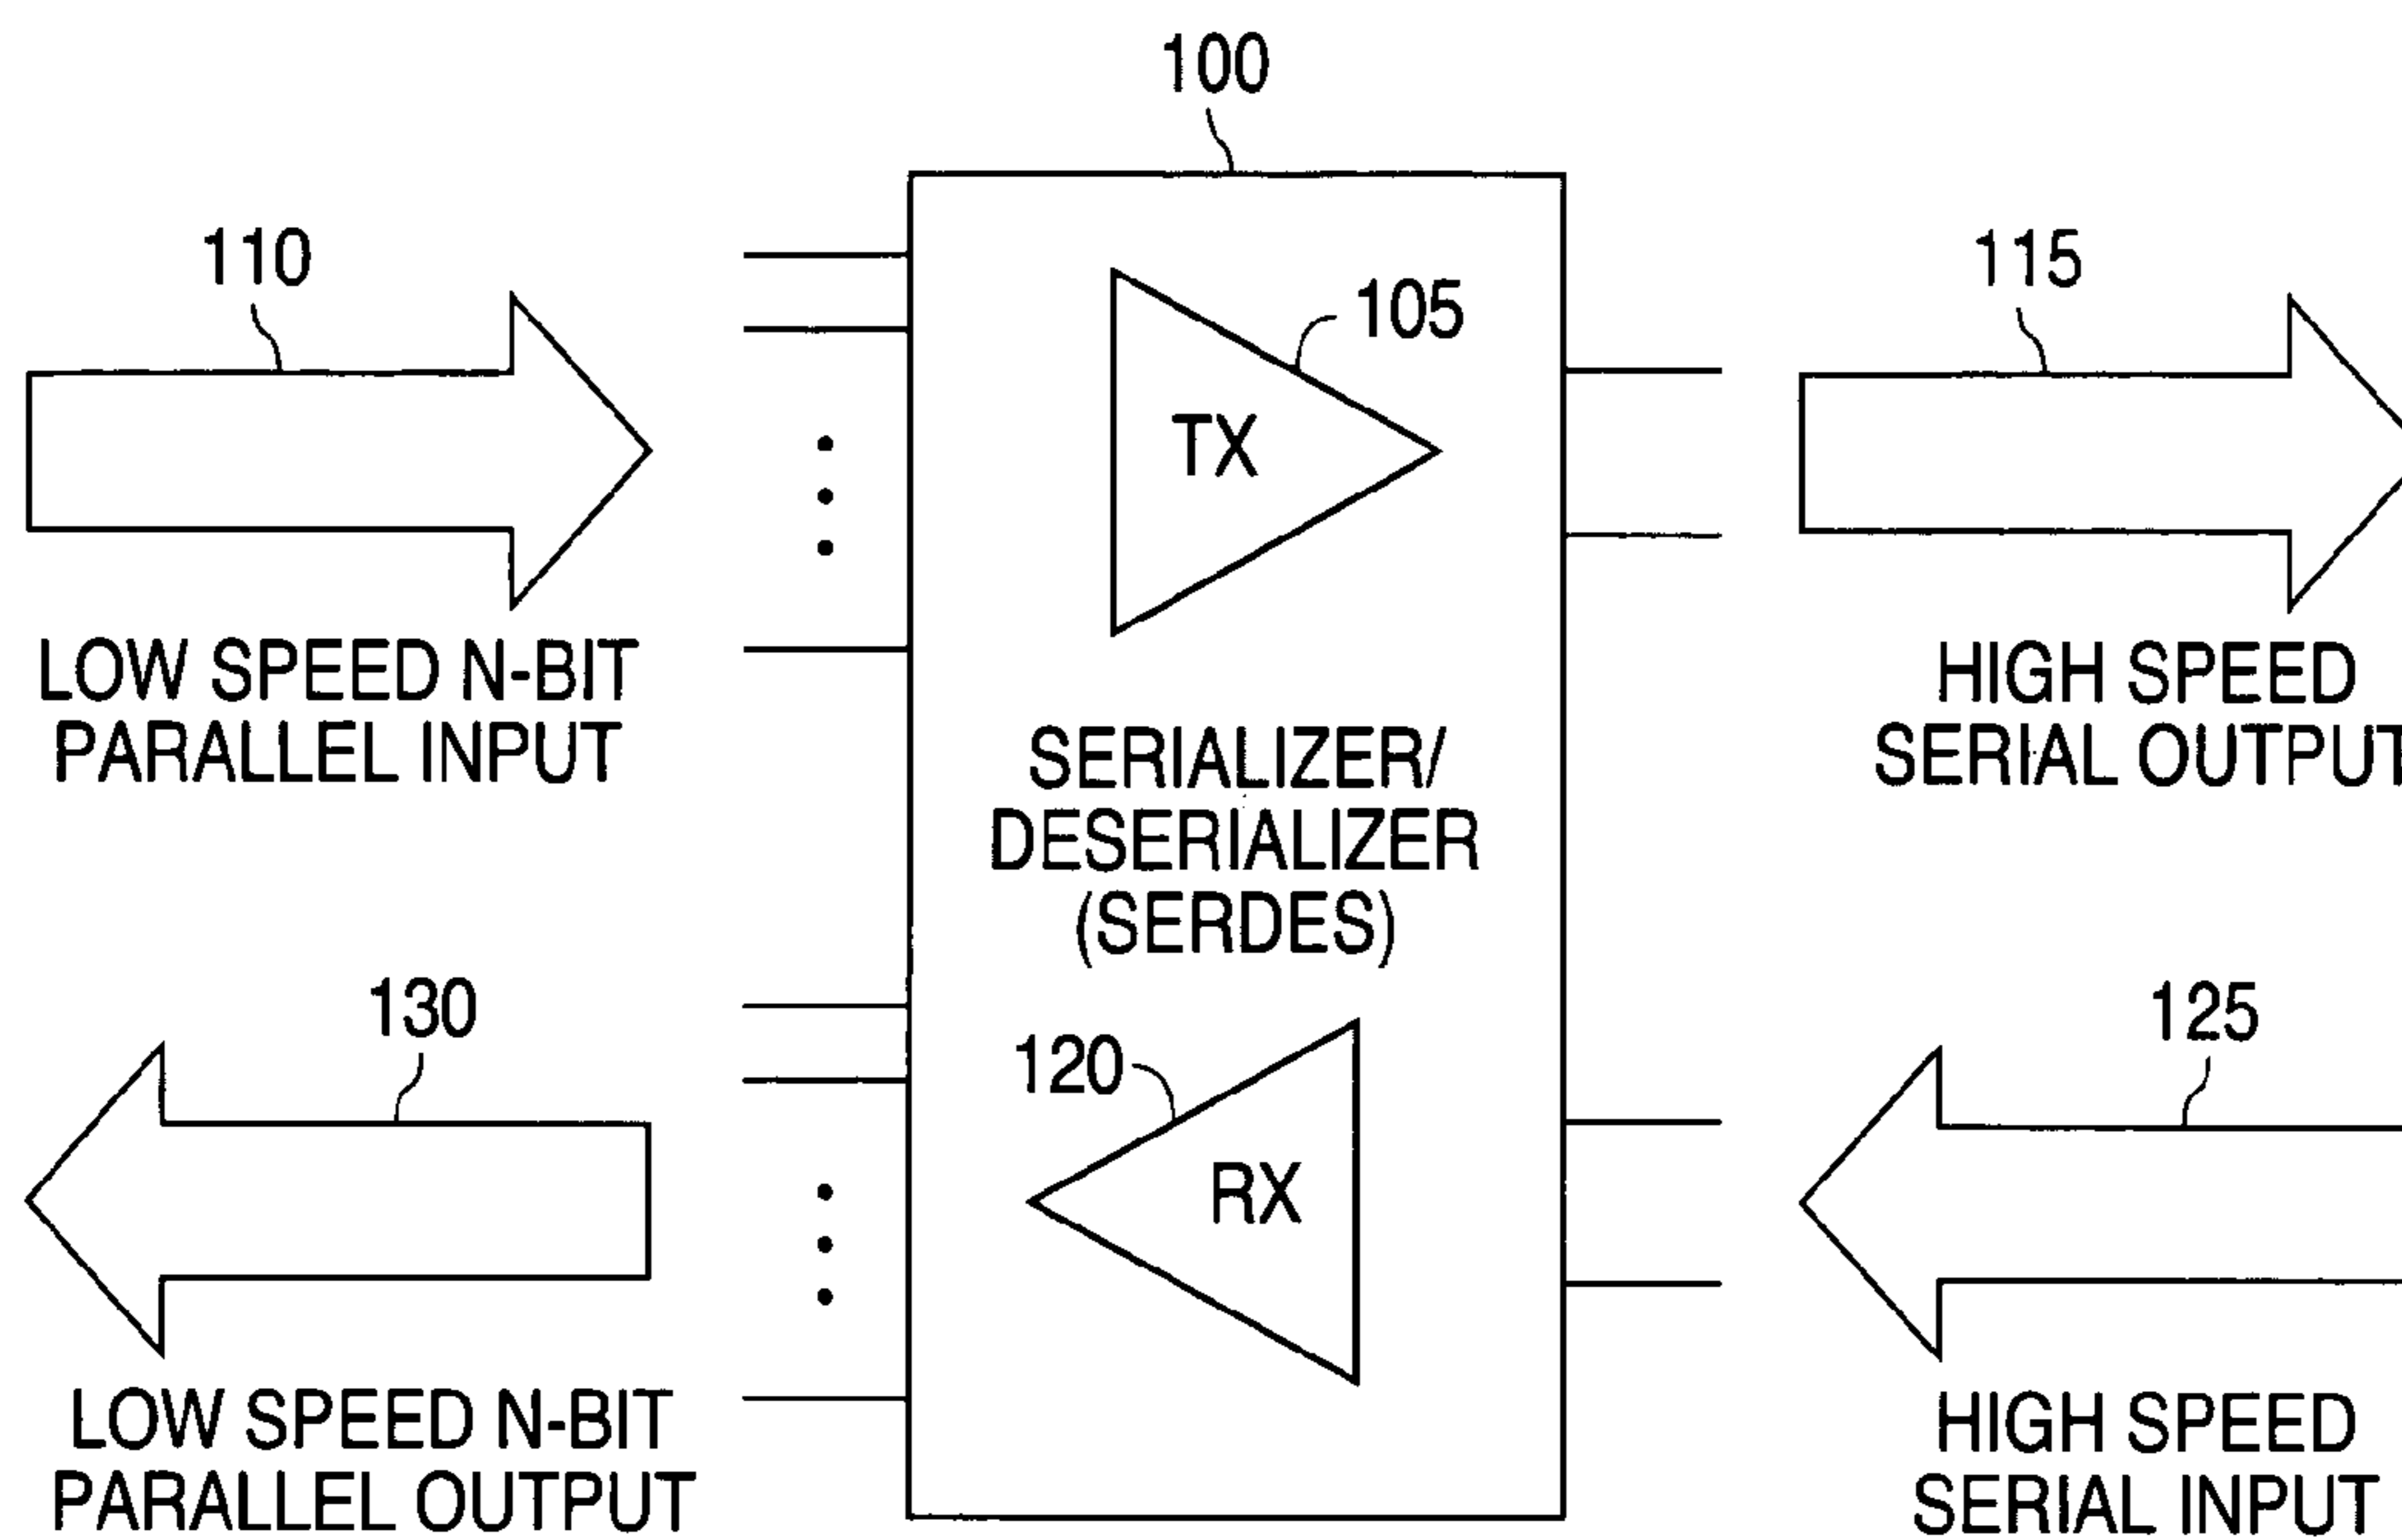 100
110
115
105
TX
LOW SPEED N-BIT
PARALLEL INPUT
HIGH SPEED
SERIAL OUTPUT
SERIALIZER/
DESERIALIZER
(SERDES)
130
125
120
RX
LOW SPEED N-BIT
PARALLEL OUTPUT
HIGH SPEED
SERIAL INPUT